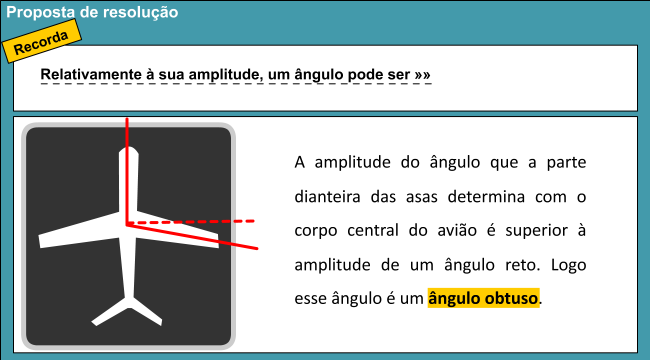 Proposta de resolução
Recorda
Relativamente à sua amplitude, um ângulo pode ser »»
A amplitude do ângulo que a parte
dianteira das asas determina com o
corpo central do avião é superior à
amplitude de um ângulo reto. Logo
esse ângulo é um ângulo obtuso.